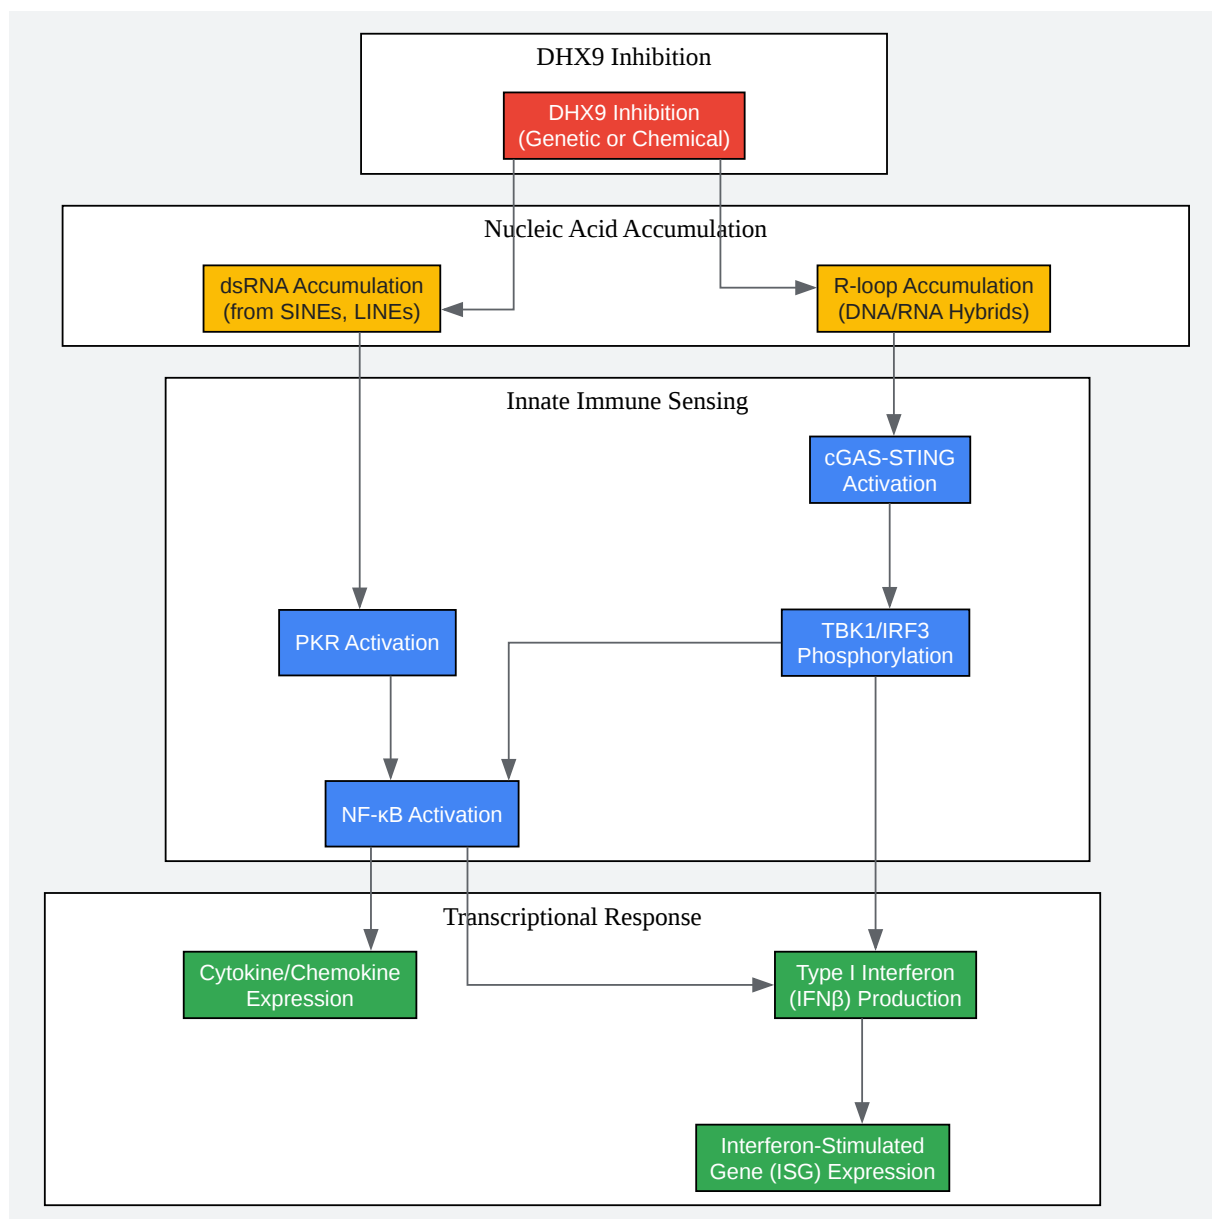 DHX9 Inhibition
DHX9 Inhibition
(Genetic or Chemical)
Nucleic Acid Accumulation
dsRNA Accumulation
(from SINEs, LINEs)
R-loop Accumulation
(DNA/RNA Hybrids)
Innate Immune Sensing
cGAS-STING
Activation
PKR Activation
TBK1/IRF3
Phosphorylation
NF-κB Activation
Transcriptional Response
Cytokine/Chemokine
Expression
Type I Interferon
(IFNβ) Production
Interferon-Stimulated
Gene (ISG) Expression